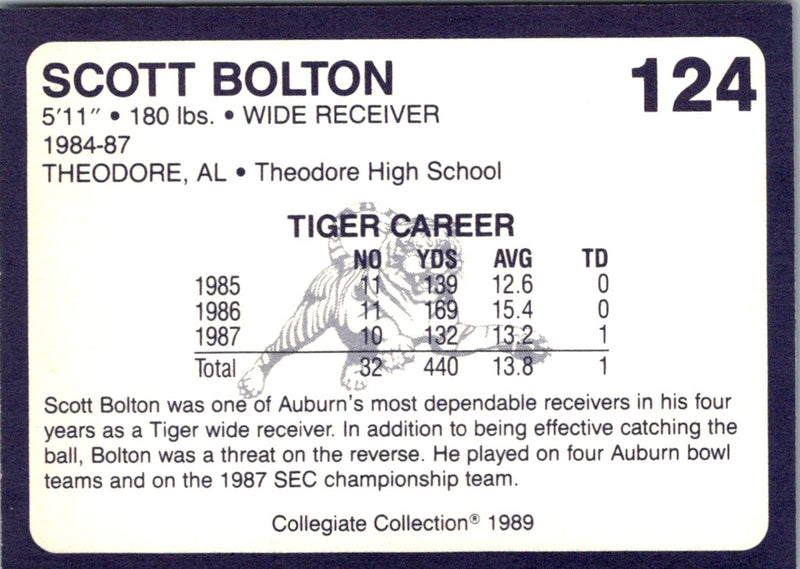 SCOTT BOLTON 124
5'11" • 180 lbs. • WIDE RECEIVER
1984-87
THEODORE, AL • Theodore High School
TIGER CAREER
NO YDS AVG TD
1985 11 139 12.6 0
1986 11 169 15.4 0
1987 10 132 13.2 1
Total 32 440 13.8 1
Scott Bolton was one of Auburn's most dependable receivers in his four
years as a Tiger wide receiver. In addition to being effective catching the
ball, Bolton was a threat on the reverse. He played on four Auburn bowl
teams and on the 1987 SEC championship team.
Collegiate Collection® 1989